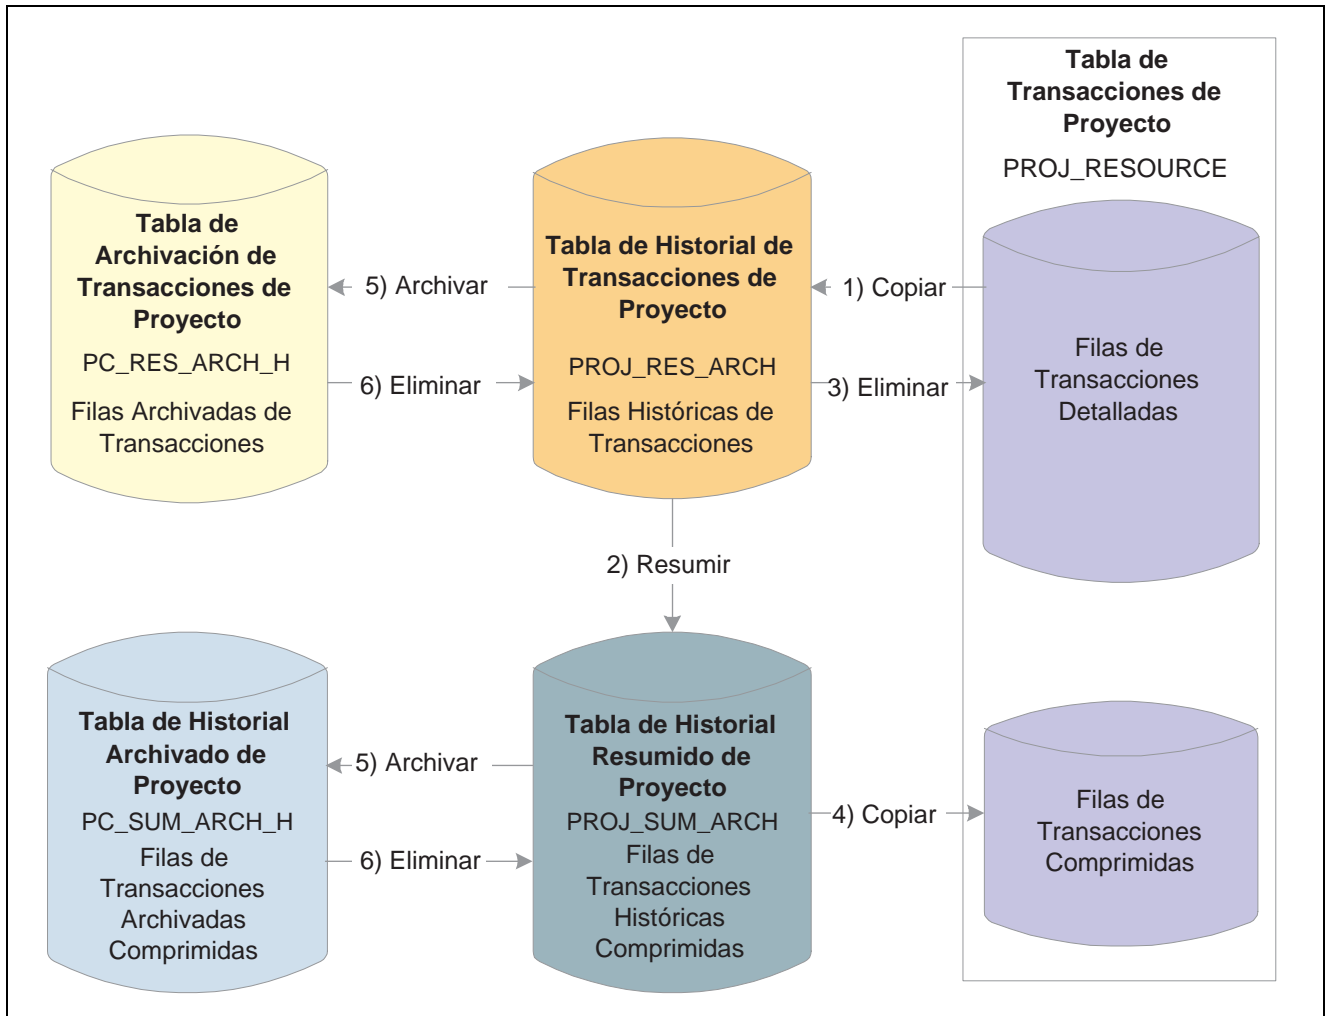 Tabla de
Transacciones de
Proyecto
PROJ_RESOURCE
Tabla de
Archivación de
Transacciones de
Proyecto
PC_RES_ARCH_H
Filas Archivadas de
Transacciones
5) Archivar
6) Eliminar
Tabla de Historial de
Transacciones de
Proyecto
PROJ_RES_ARCH
Filas Históricas de
Transacciones
1) Copiar
3) Eliminar
Filas de
Transacciones
Detalladas
2) Resumir
Tabla de Historial
Archivado de
Proyecto
PC_SUM_ARCH_H
Filas de
Transacciones
Archivadas
Comprimidas
5) Archivar
6) Eliminar
Tabla de Historial
Resumido de
Proyecto
PROJ_SUM_ARCH
Filas de
Transacciones
Históricas
Comprimidas
4) Copiar
Filas de
Transacciones
Comprimidas